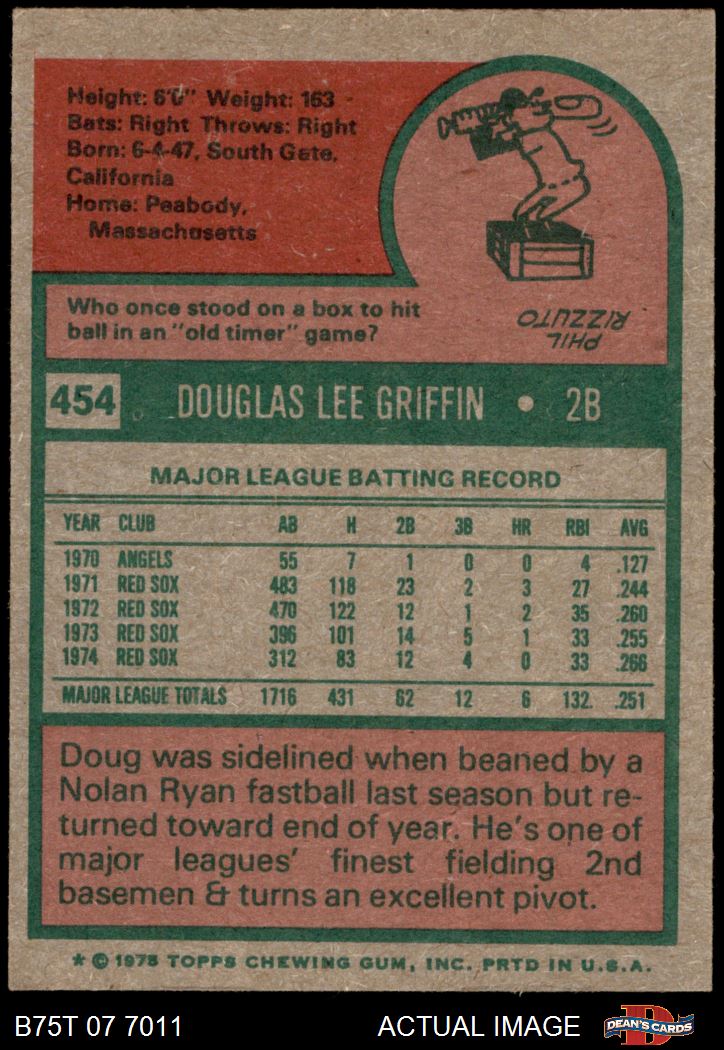 Height: 6'0" Weight: 163
Bats: Right Throws: Right
Born: 6-4-47, South Gate,
California
Home: Peabody,
Massachusetts
Who once stood on a box to hit
ball in an "old timer" game?
PHIL
RIZZUTO
454 DOUGLAS LEE GRIFFIN • 2B
MAJOR LEAGUE BATTING RECORD
YEAR CLUB AB H 2B 3B HR RBI AVG
1970 ANGELS 55 7 1 0 0 4 .127
1971 RED SOX 483 118 23 2 3 27 .244
1972 RED SOX 470 122 12 1 2 35 .260
1973 RED SOX 396 101 14 5 1 33 .255
1974 RED SOX 312 83 12 4 0 33 .266
MAJOR LEAGUE TOTALS 1716 431 62 12 6 132. .251
Doug was sidelined when beaned by a
Nolan Ryan fastball last season but re-
turned toward end of year. He's one of
major leagues' finest fielding 2nd
basemen & turns an excellent pivot.
* © 1975 TOPPS CHEWING GUM, INC. PRTD IN U.S.A.
B75T 07 7011 ACTUAL IMAGE DEAN'S CARDS